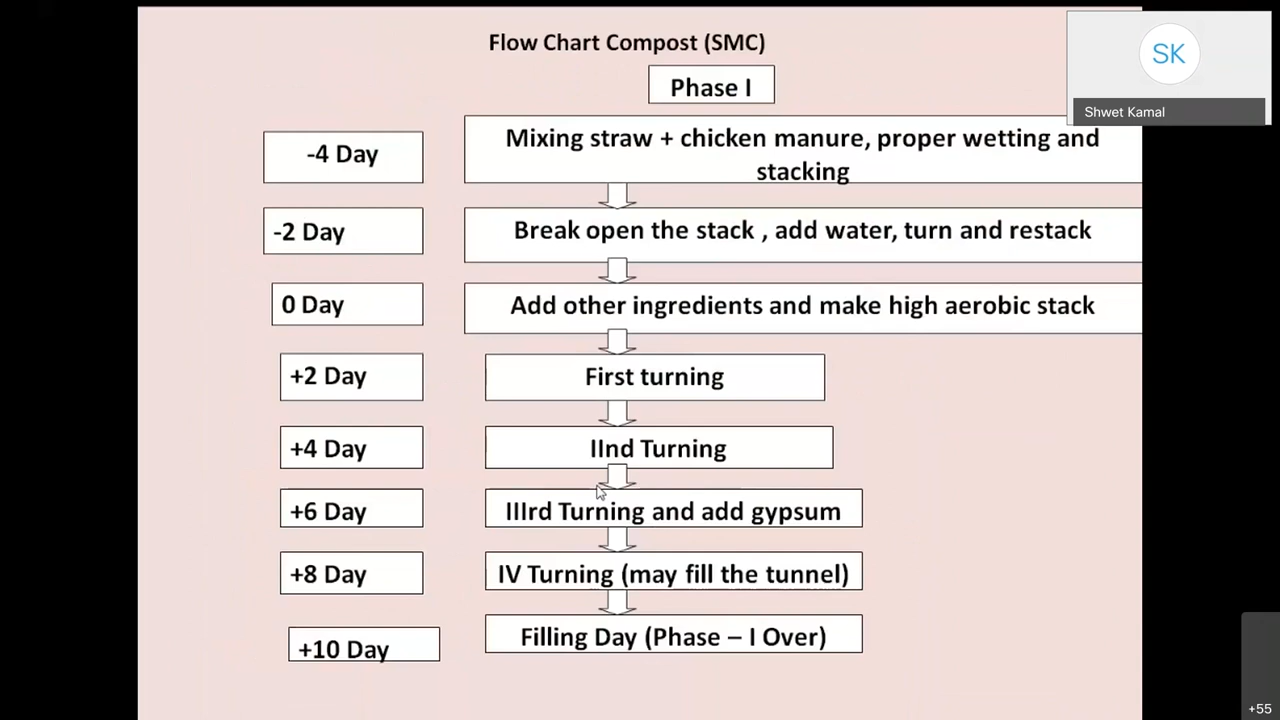 Flow Chart Compost (SMC)
SK
Shwet Kamal
Phase I
-4 Day
Mixing straw + chicken manure, proper wetting and
stacking
-2 Day
Break open the stack , add water, turn and restack
0 Day
Add other ingredients and make high aerobic stack
+2 Day
First turning
+4 Day
IInd Turning
+6 Day
IIIrd Turning and add gypsum
+8 Day
IV Turning (may fill the tunnel)
+10 Day
Filling Day (Phase – I Over)
+55